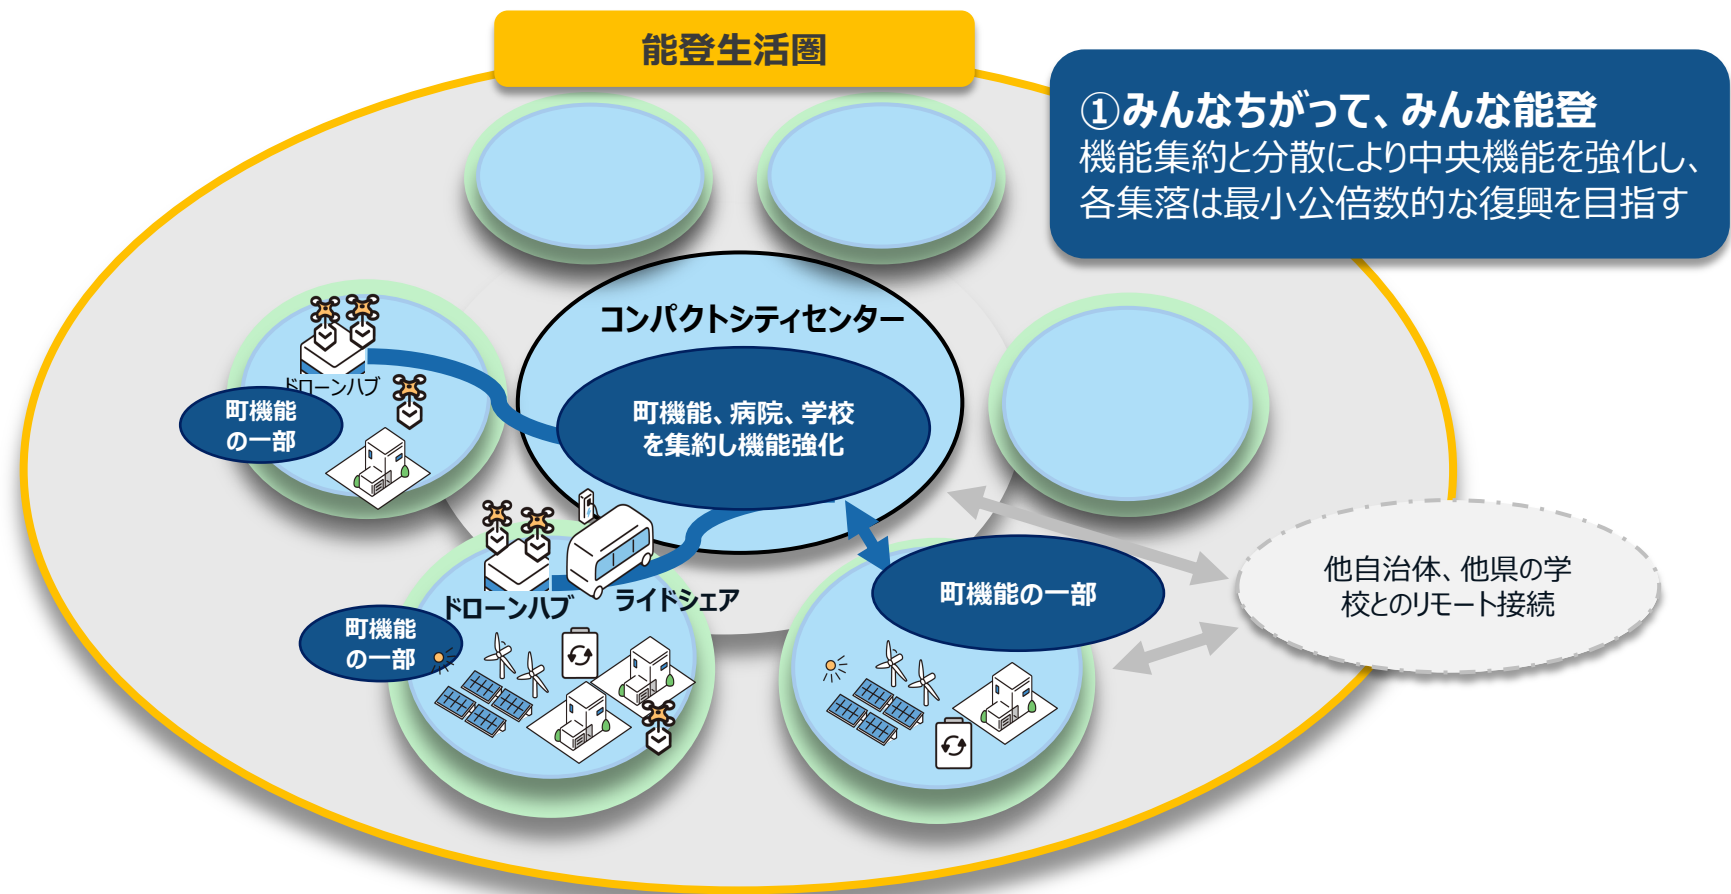 能登生活圏
①みんなちがって、みんな能登
機能集約と分散により中央機能を強化し、
各集落は最小公倍数的な復興を目指す
コンパクトシティセンター
町機能、病院、学校
を集約し機能強化
ドローンハブ
町機能
の一部
ドローンハブ
ライドシェア
町機能
の一部
町機能の一部
他自治体、他県の学
校とのリモート接続